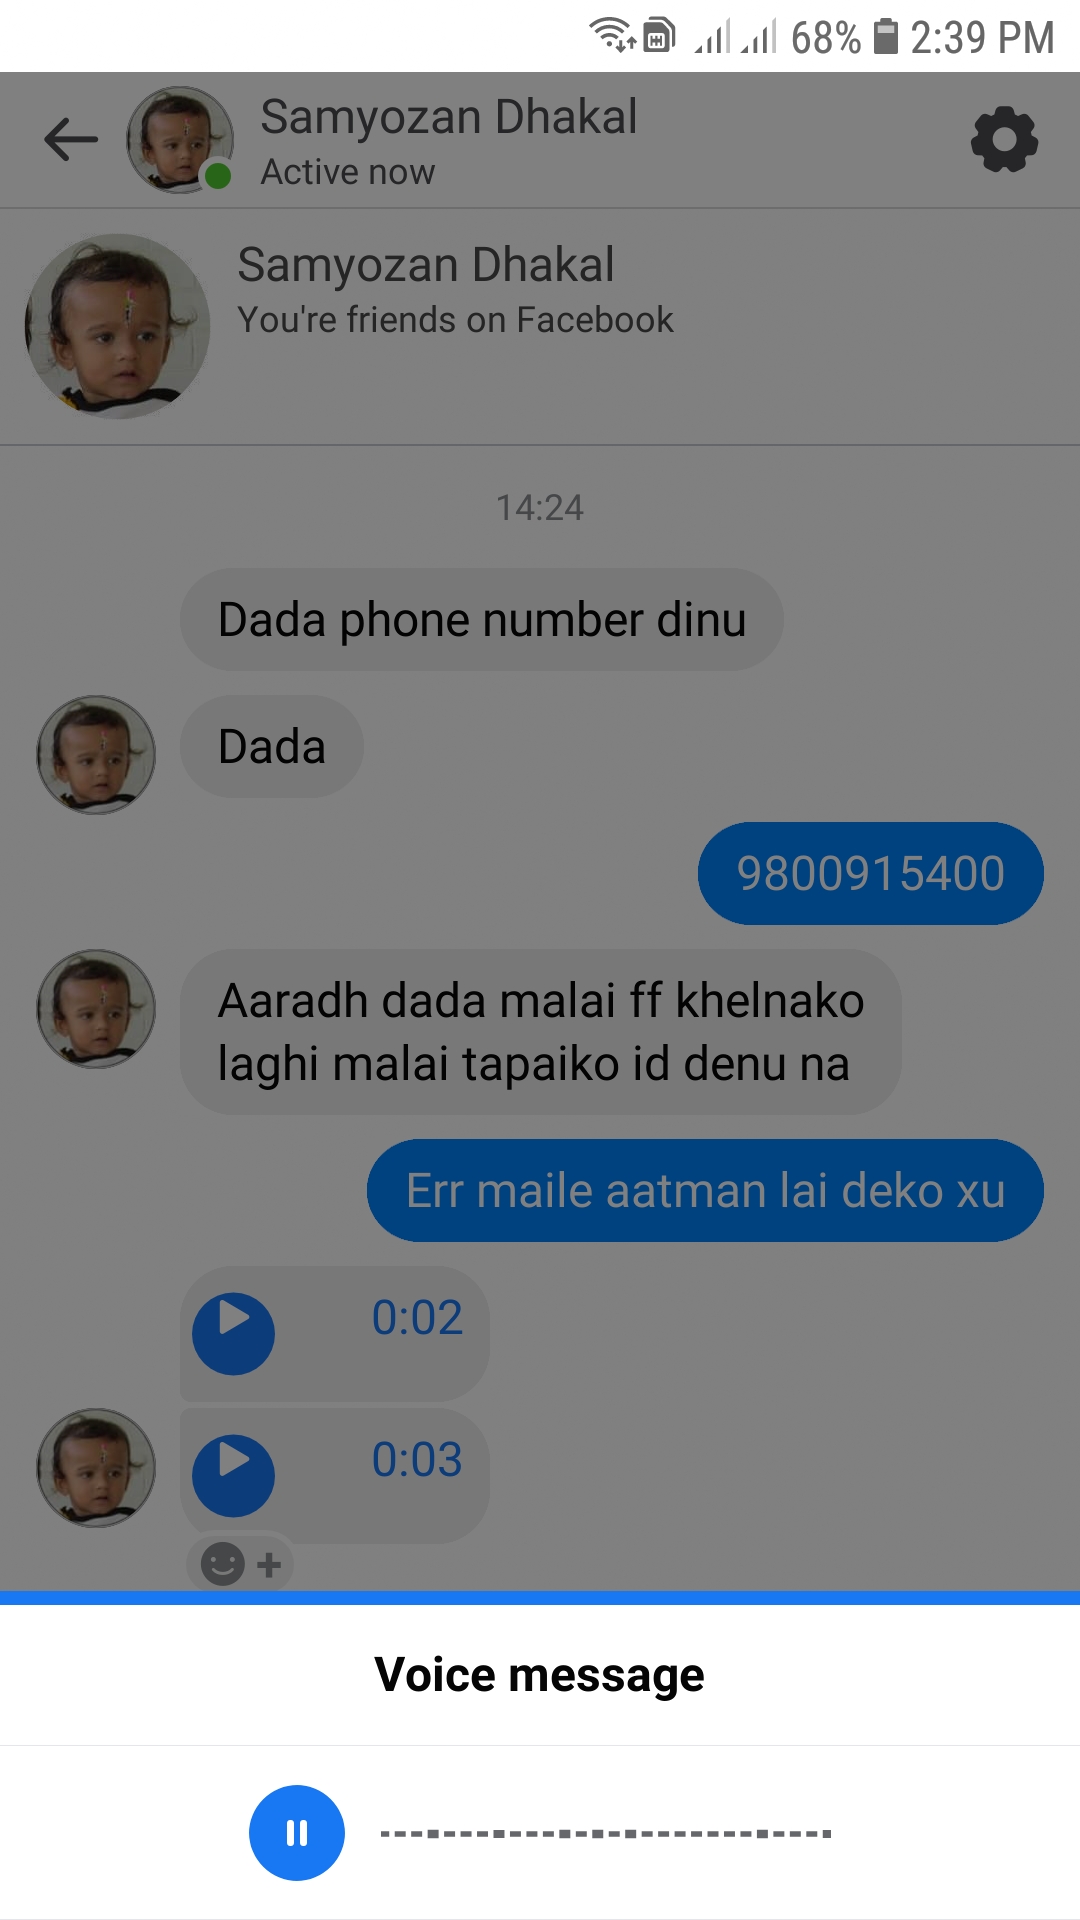 68% 2:39 PM
Samyozan Dhakal
Active now
Samyozan Dhakal
You're friends on Facebook
14:24
Dada phone number dinu
Dada
9800915400
Aaradh dada malai ff khelnako
laghi malai tapaiko id denu na
Err maile aatman lai deko xu
0:02
0:03
Voice message